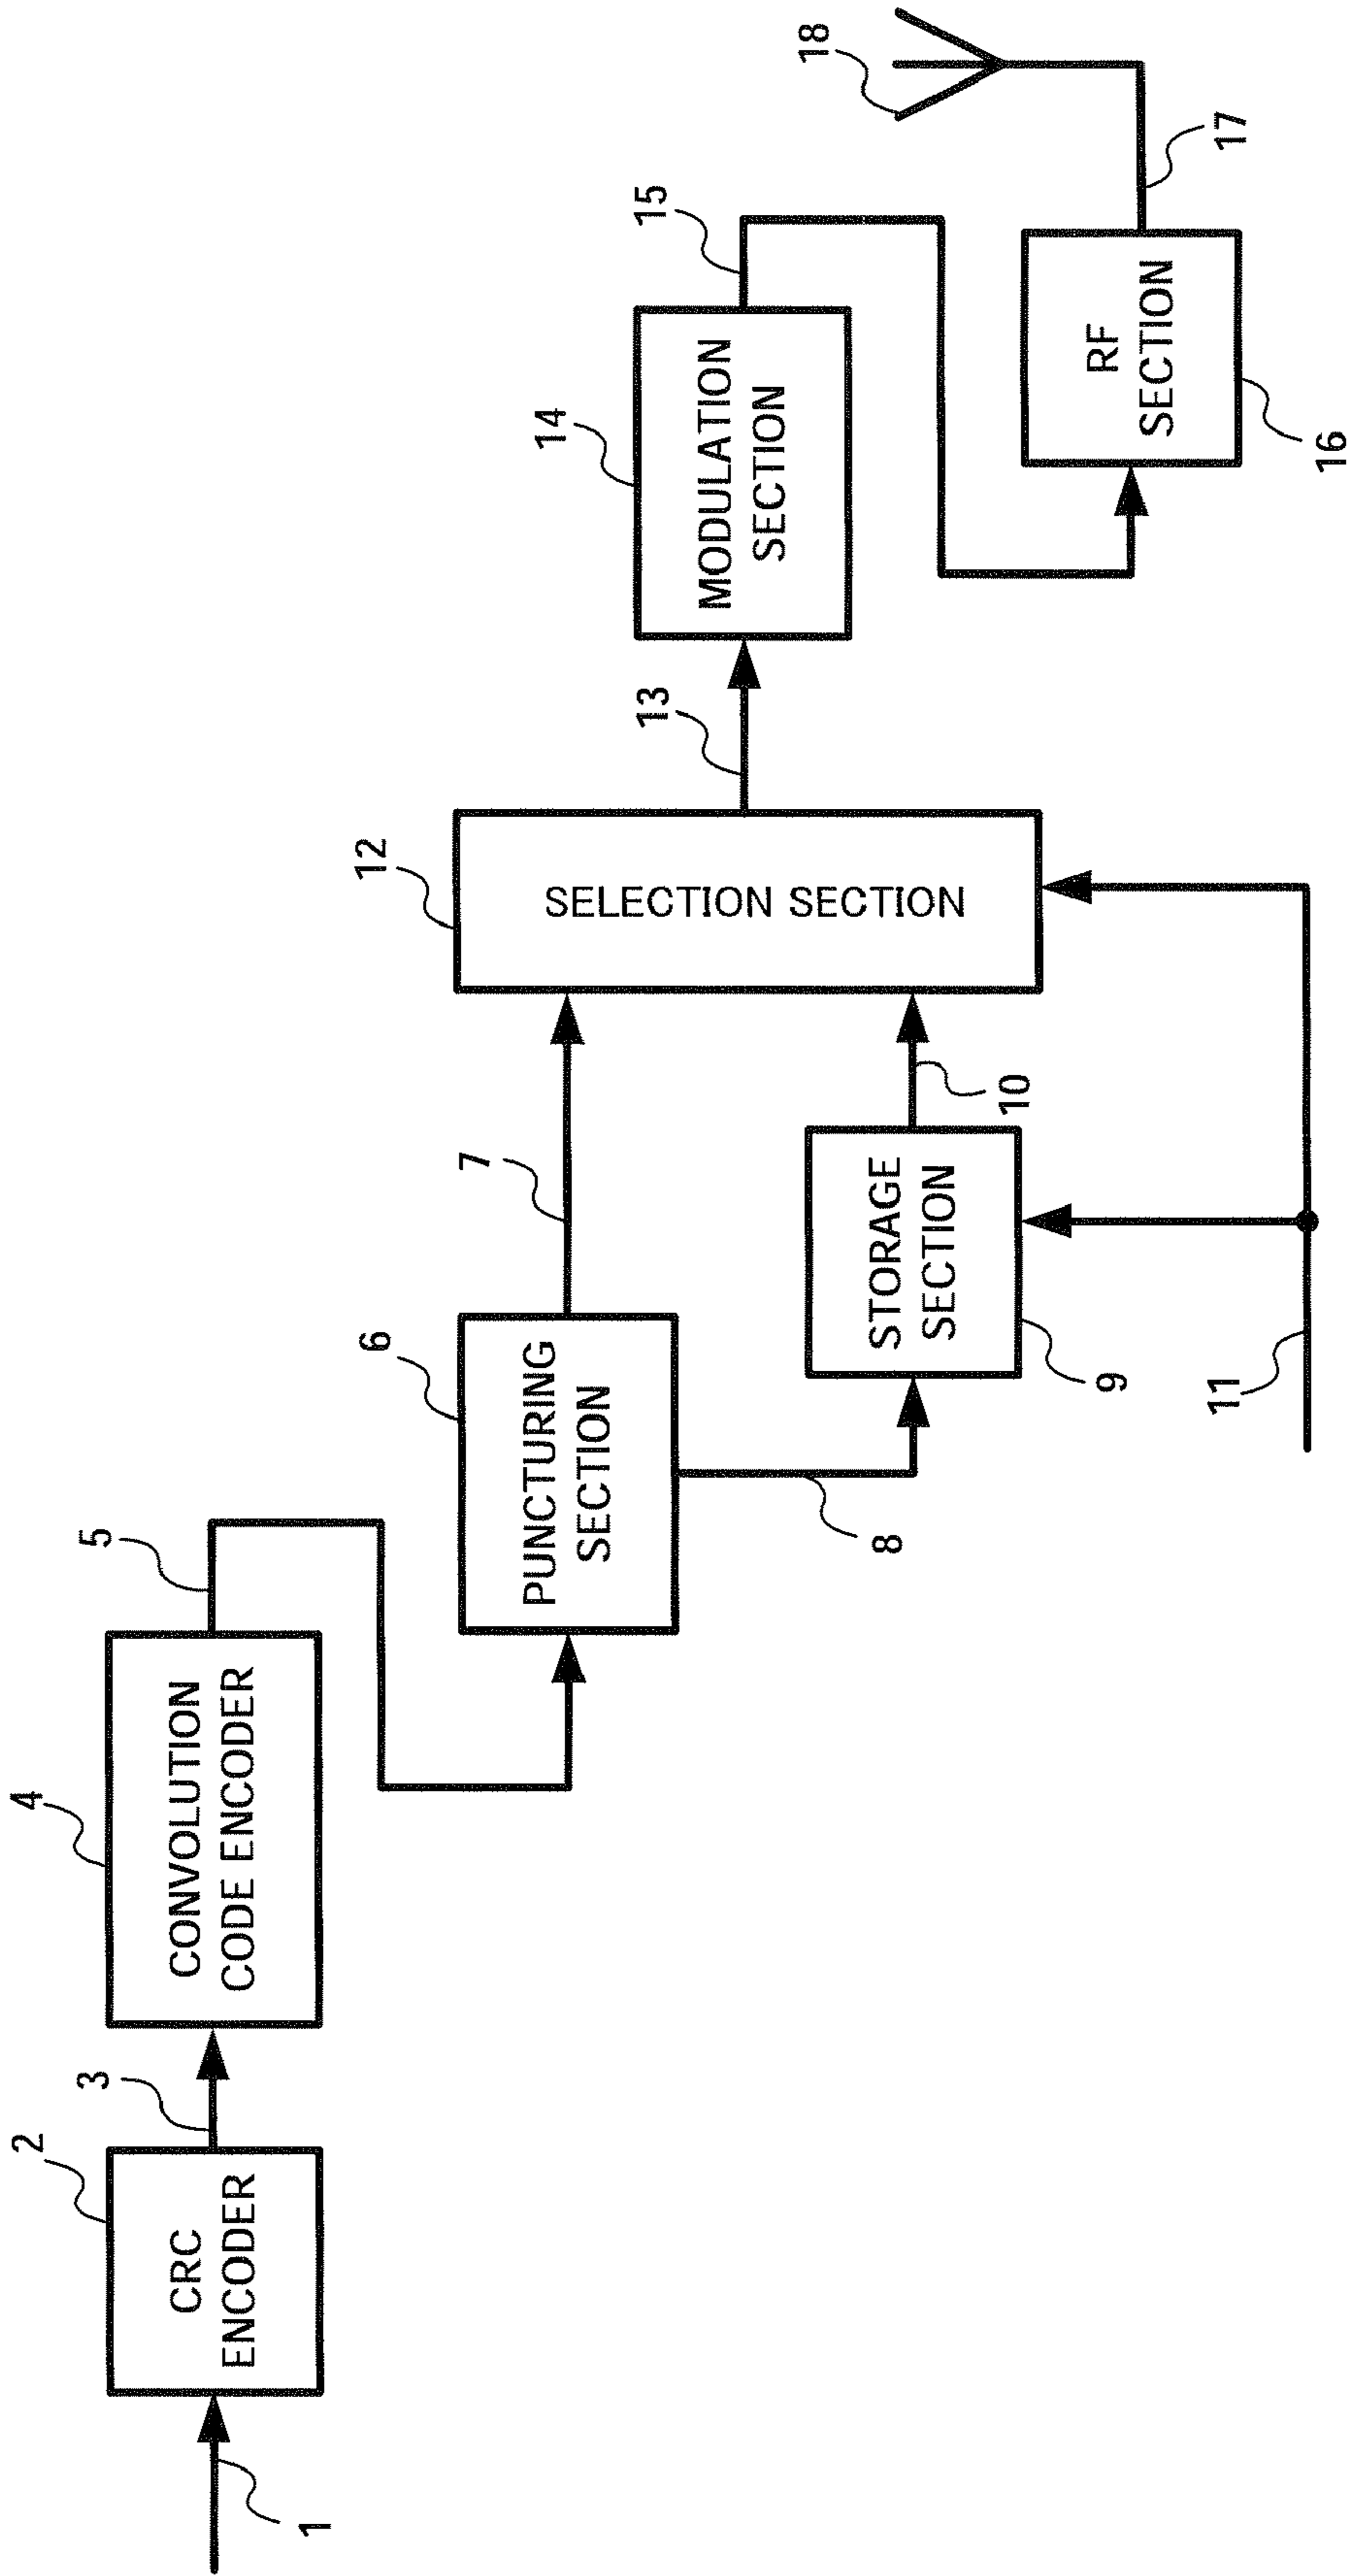 1
2
CRC
ENCODER
3
4
CONVOLUTION
CODE ENCODER
5
6
PUNCTURING
SECTION
7
8
STORAGE
SECTION
9
10
11
12
SELECTION SECTION
13
14
MODULATION
SECTION
15
RF
SECTION
16
17
18